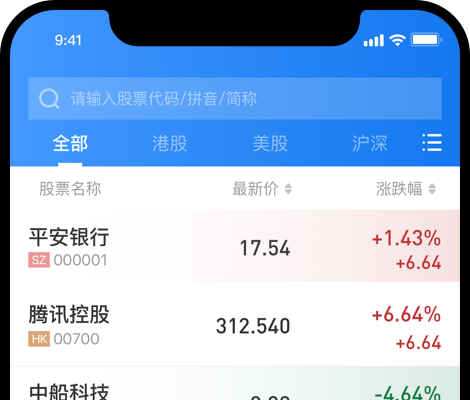 9:41
请输入股票代码/拼音/简称
全部 港股 美股 沪深
股票名称 最新价 涨跌幅
平安银行 17.54 +1.43%
SZ 000001 +6.64
腾讯控股 312.540 +6.64%
HK 00700 +6.64
中船科技 -4.64%